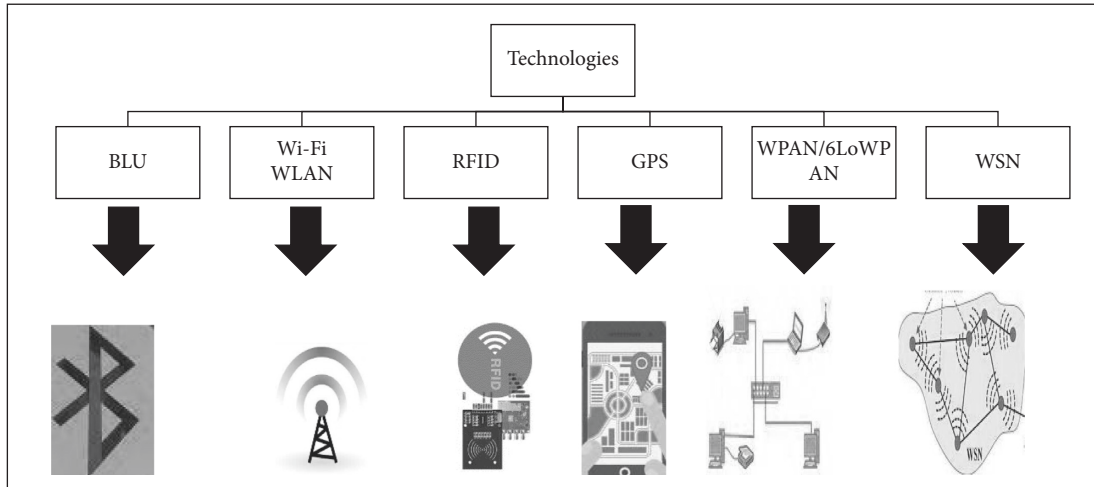 Technologies
BLU
Wi-Fi
WLAN
RFID
GPS
WPAN/6LoWP
AN
WSN
RFID
WSN